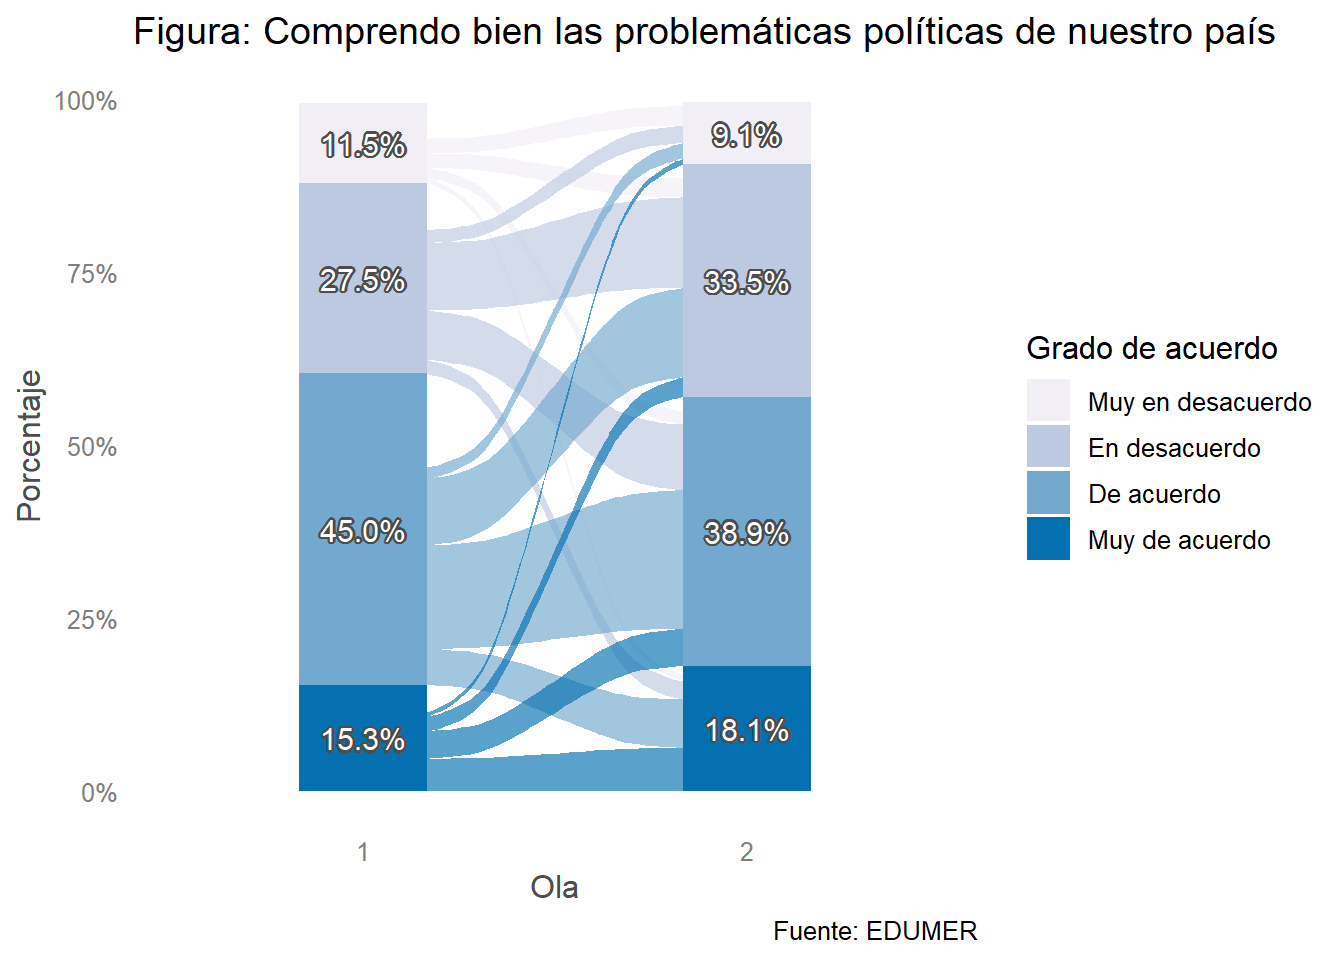 Figura: Comprendo bien las problemáticas políticas de nuestro país
100%
75%
50%
25%
0%
Porcentaje
11.5%
27.5%
45.0%
15.3%
9.1%
33.5%
38.9%
18.1%
1
2
Ola
Grado de acuerdo
Muy en desacuerdo
En desacuerdo
De acuerdo
Muy de acuerdo
Fuente: EDUMER